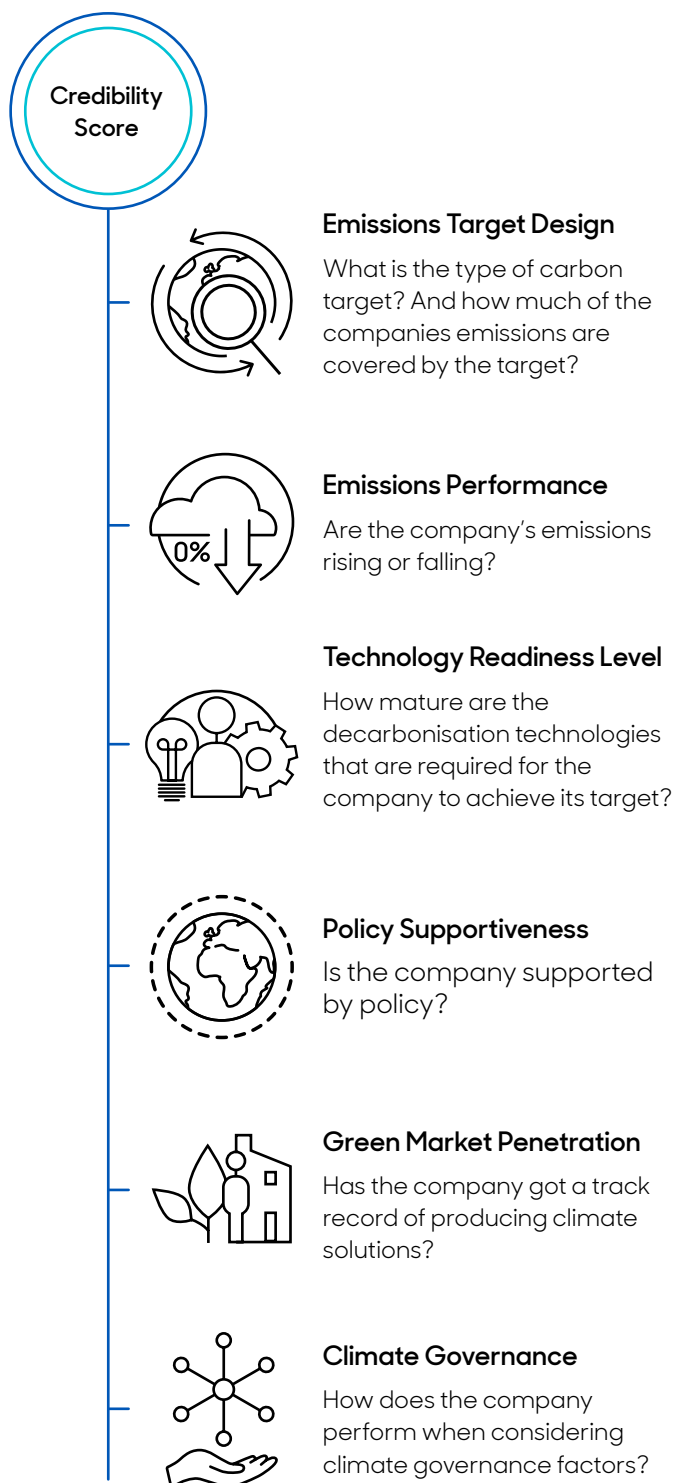 Credibility
Score
Emissions Target Design
What is the type of carbon
target? And how much of the
companies emissions are
covered by the target?
Emissions Performance
Are the company’s emissions
rising or falling?
0%
Technology Readiness Level
How mature are the
decarbonisation technologies
that are required for the
company to achieve its target?
Policy Supportiveness
Is the company supported
by policy?
Green Market Penetration
Has the company got a track
record of producing climate
solutions?
Climate Governance
How does the company
perform when considering
climate governance factors?